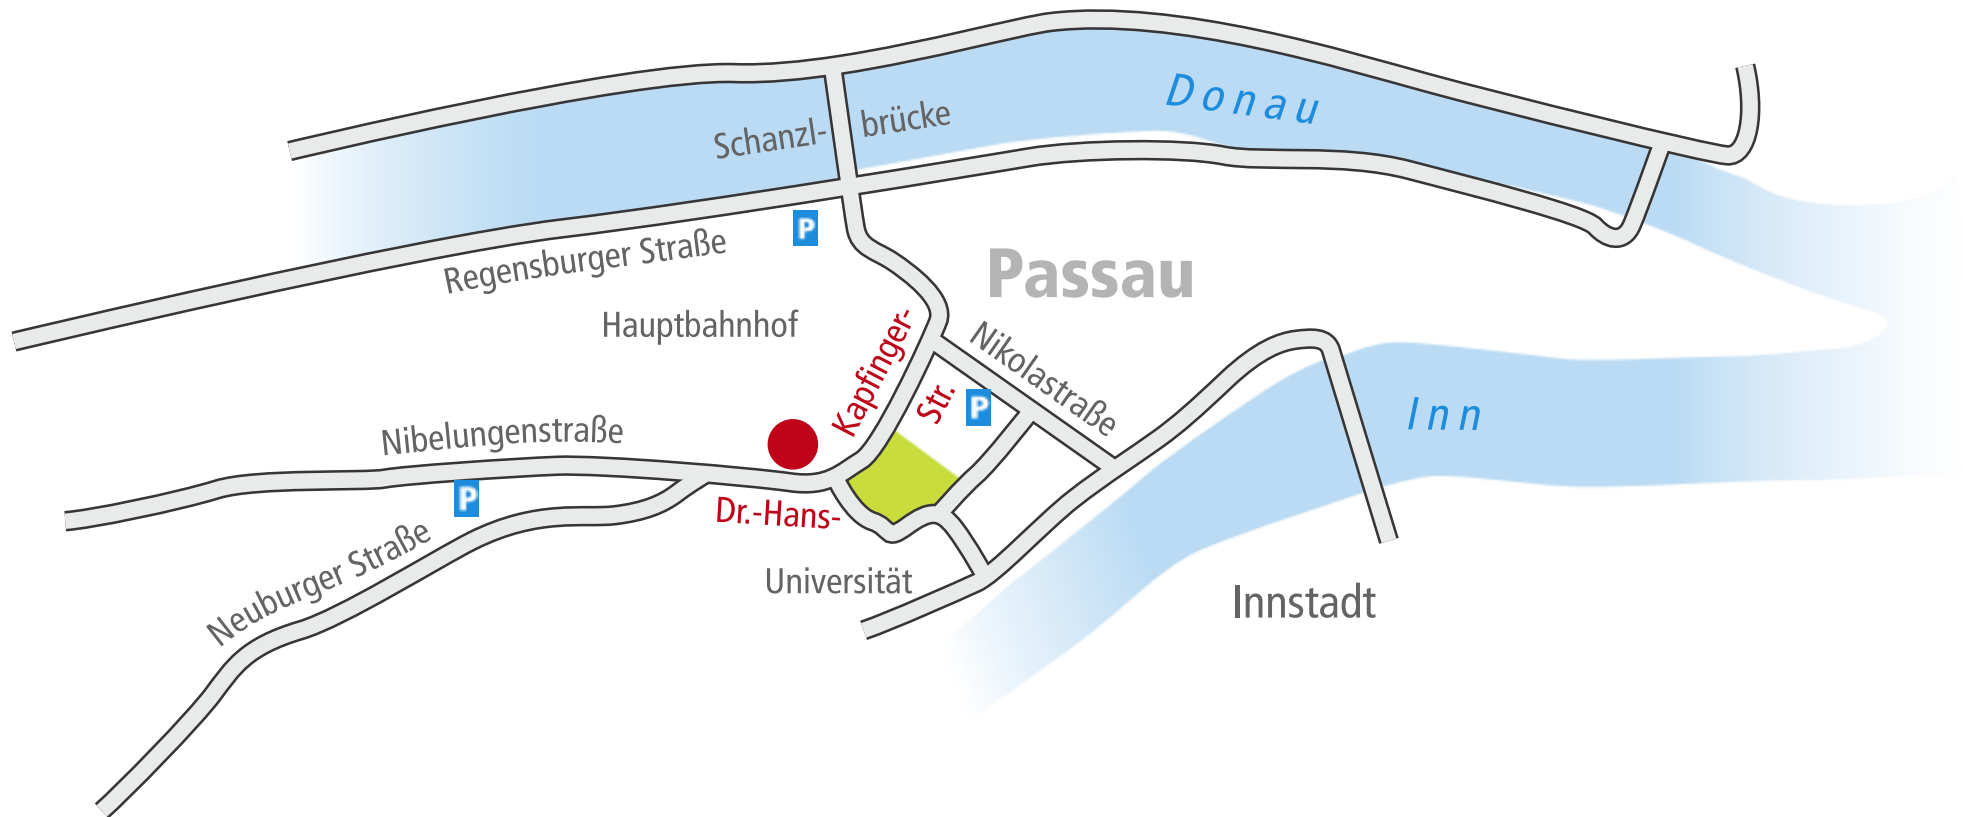 Donau
Schanzl-
brücke
P
Regensburger Straße
Passau
Hauptbahnhof
Kapfinger-
Nikolastraße
Str.
P
Inn
Nibelungenstraße
P
Dr.-Hans-
Neuburger Straße
Universität
Innstadt